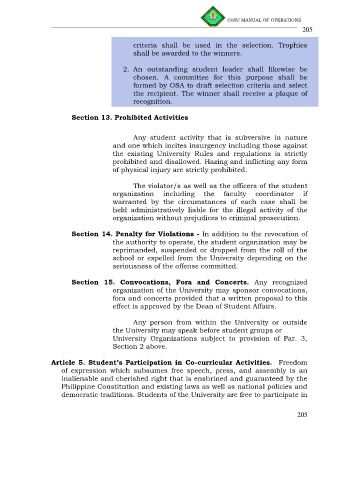 CvSU MANUAL OF OPERATIONS
205
criteria shall be used in the selection. Trophies
shall be awarded to the winners.
2. An outstanding student leader shall likewise be
chosen. A committee for this purpose shall be
formed by OSA to draft selection criteria and select
the recipient. The winner shall receive a plaque of
recognition.
Section 13. Prohibited Activities
Any student activity that is subversive in nature
and one which incites insurgency including those against
the existing University Rules and regulations is strictly
prohibited and disallowed. Hazing and inflicting any form
of physical injury are strictly prohibited.
The violator/s as well as the officers of the student
organization including the faculty coordinator if
warranted by the circumstances of each case shall be
held administratively liable for the illegal activity of the
organization without prejudices to criminal prosecution.
Section 14. Penalty for Violations - In addition to the revocation of
the authority to operate, the student organization may be
reprimanded, suspended or dropped from the roll of the
school or expelled from the University depending on the
seriousness of the offense committed.
Section 15. Convocations, Fora and Concerts. Any recognized
organization of the University may sponsor convocations,
fora and concerts provided that a written proposal to this
effect is approved by the Dean of Student Affairs.
Any person from within the University or outside
the University may speak before student groups or
University Organizations subject to provision of Par. 3,
Section 2 above.
Article 5. Student's Participation in Co-curricular Activities. Freedom
of expression which subsumes free speech, press, and assembly is an
inalienable and cherished right that is enshrined and guaranteed by the
Philippine Constitution and existing laws as well as national policies and
democratic traditions. Students of the University are free to participate in
205